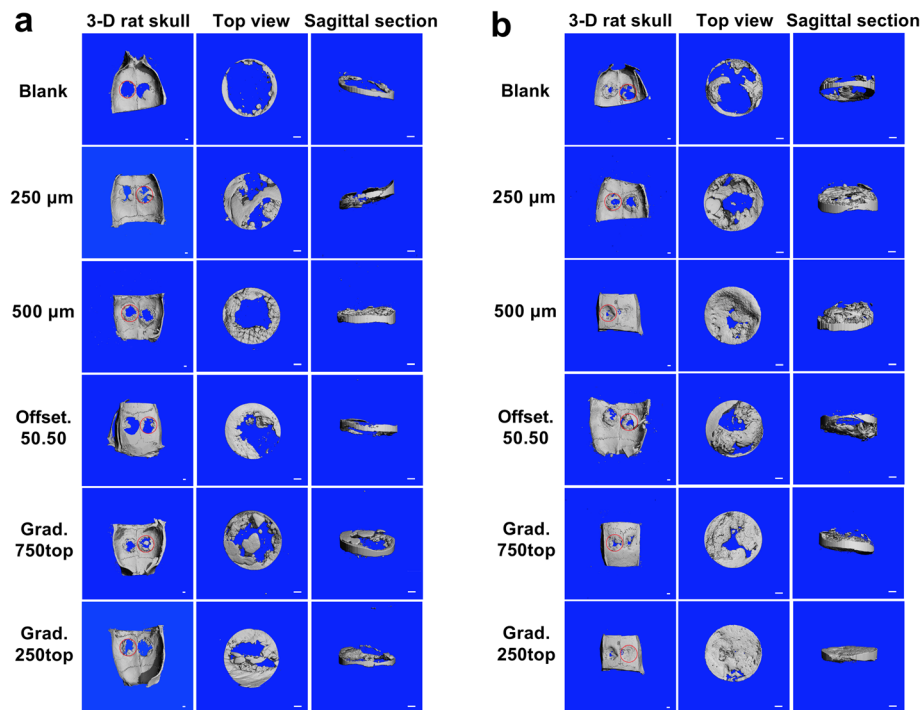 a
3-D rat skull Top view Sagittal section
Blank
250 µm
500 µm
Offset.
50.50
Grad.
750top
Grad.
250top
b
3-D rat skull Top view Sagittal section
Blank
250 µm
500 µm
Offset.
50.50
Grad.
750top
Grad.
250top